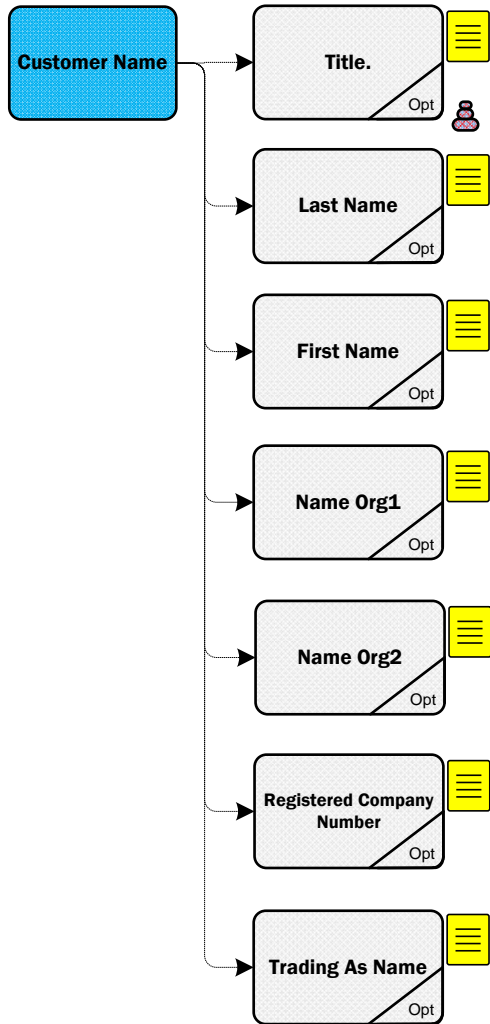 Customer Name
Title.
Opt
Last Name
Opt
First Name
Opt
Name Org1
Opt
Name Org2
Opt
Registered Company
Number
Opt
Trading As Name
Opt